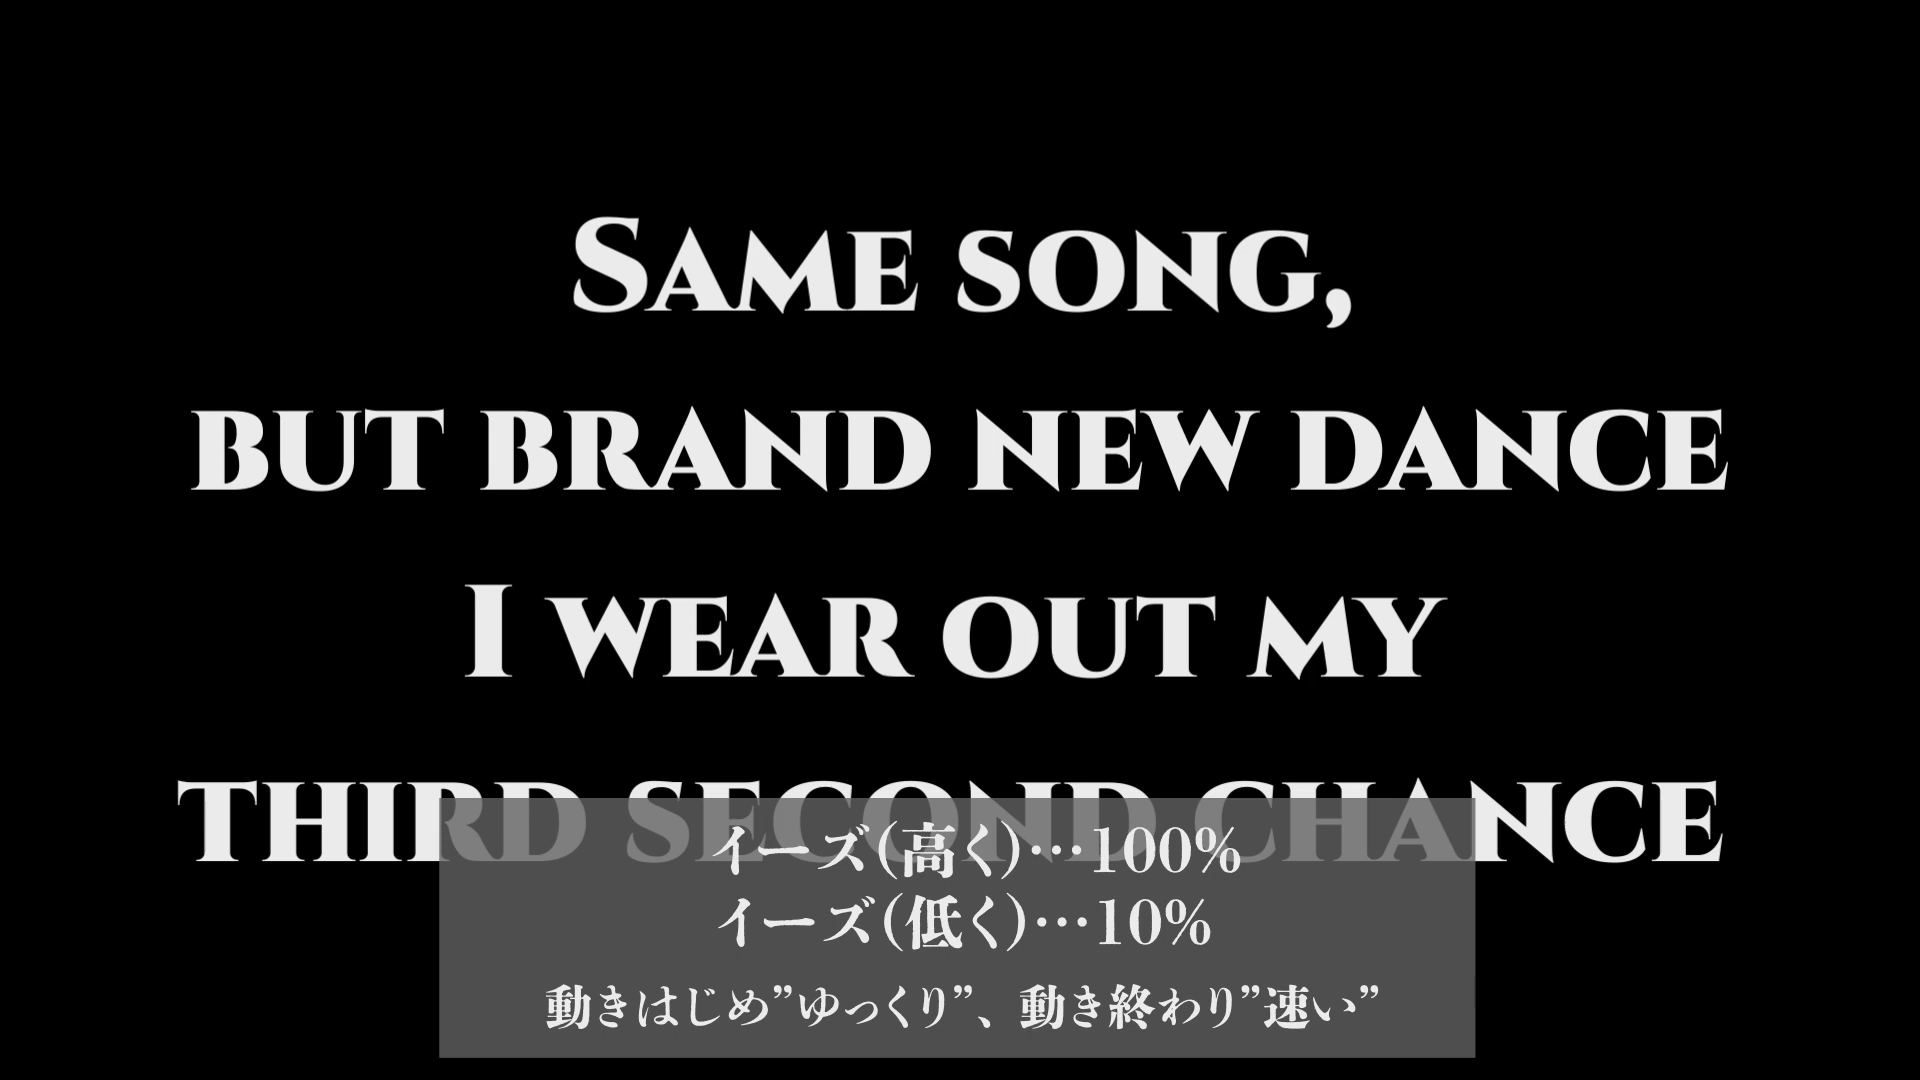 Same song,
but brand new dance
I wear out my
third second chance
イーズ(高く)…100%
イーズ(低く)…10%
動きはじめ”ゆっくり”、動き終わり”速い”